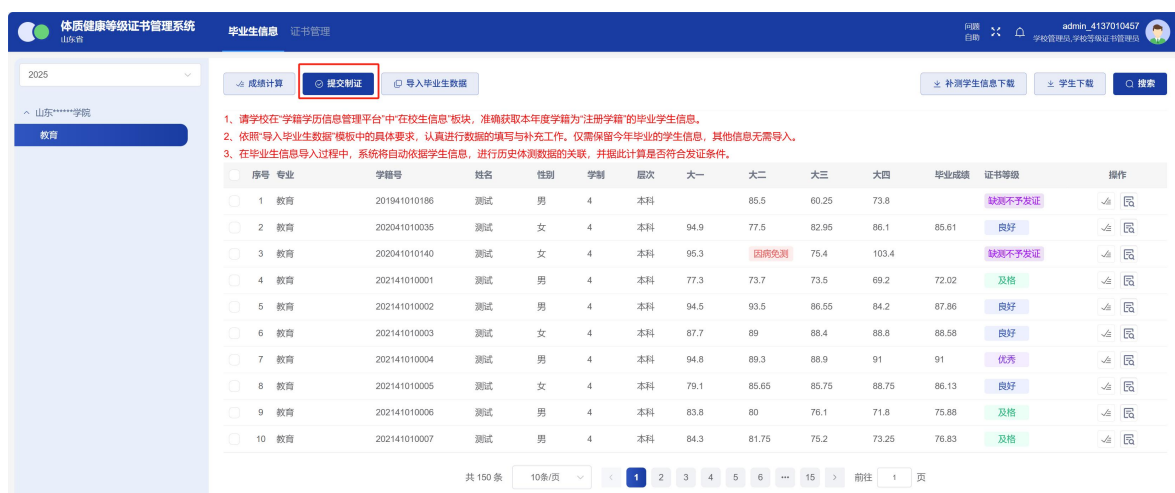 体质健康等级证书管理系统
山东省
毕业生信息 证书管理
问题自助
admin_4137010457
学校管理员,学校等级证书管理员
2025
山东******学院
教育
成绩计算 提交制证 导入毕业生数据 补测学生信息下载 学生下载 搜索
1、请学校在“学籍学历信息管理平台”中“在校生信息”板块，准确获取本年度学籍为“注册学籍”的毕业学生信息。
2、依照“导入毕业生数据”模板中的具体要求，认真进行数据的填写与补充工作。仅需保留今年毕业的学生信息，其他信息无需导入。
3、在毕业生信息导入过程中，系统将自动依据学生信息，进行历史体测数据的关联，并据此计算是否符合发证条件。
序号 专业 学籍号 姓名 性别 学制 层次 大一 大二 大三 大四 毕业成绩 证书等级 操作
1 教育 201941010186 测试 男 4 本科 85.5 60.25 73.8 缺测不予发证
2 教育 202041010035 测试 女 4 本科 94.9 77.5 82.95 86.1 85.61 良好
3 教育 202041010140 测试 女 4 本科 95.3 因病免测 75.4 103.4 缺测不予发证
4 教育 202141010001 测试 男 4 本科 77.3 73.7 73.5 69.2 72.02 及格
5 教育 202141010002 测试 男 4 本科 94.5 93.5 86.55 84.2 87.86 良好
6 教育 202141010003 测试 女 4 本科 87.7 89 88.4 88.8 88.58 良好
7 教育 202141010004 测试 男 4 本科 94.8 89.3 88.9 91 91 优秀
8 教育 202141010005 测试 女 4 本科 79.1 85.65 85.75 88.75 86.13 良好
9 教育 202141010006 测试 男 4 本科 83.8 80 76.1 71.8 75.88 及格
10 教育 202141010007 测试 男 4 本科 84.3 81.75 75.2 73.25 76.83 及格
共 150 条 10条/页 1 2 3 4 5 6 ••• 15 前往 1 页